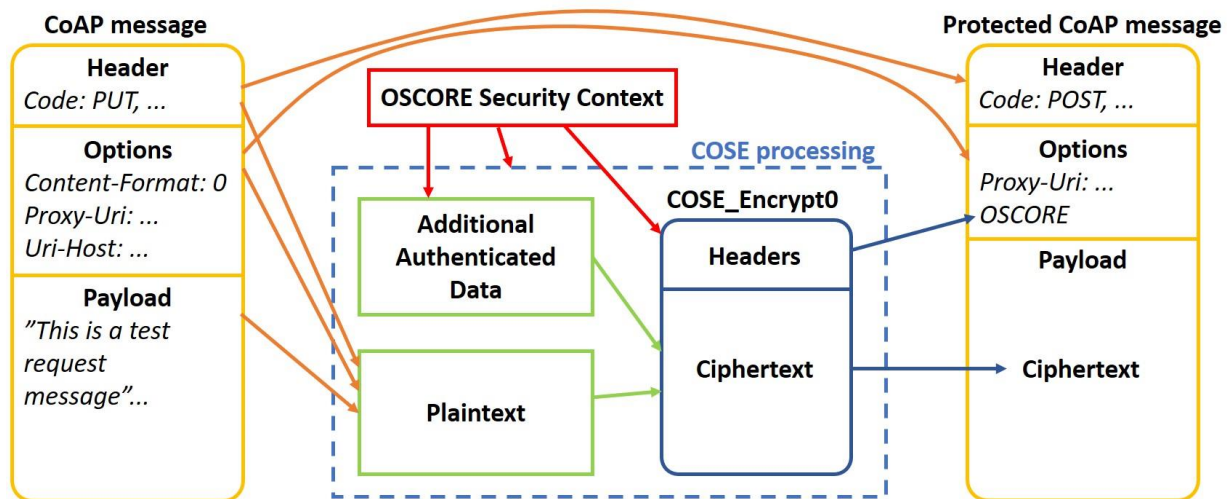 CoAP message
Header
Code: PUT, ...
Options
Content-Format: 0
Proxy-Uri: ...
Uri-Host: ...
Payload
”This is a test
request
message”...
OSCORE Security Context
COSE processing
Additional
Authenticated
Data
Plaintext
COSE_Encrypt0
Headers
Ciphertext
Protected CoAP message
Header
Code: POST, ...
Options
Proxy-Uri: ...
OSCORE
Payload
Ciphertext